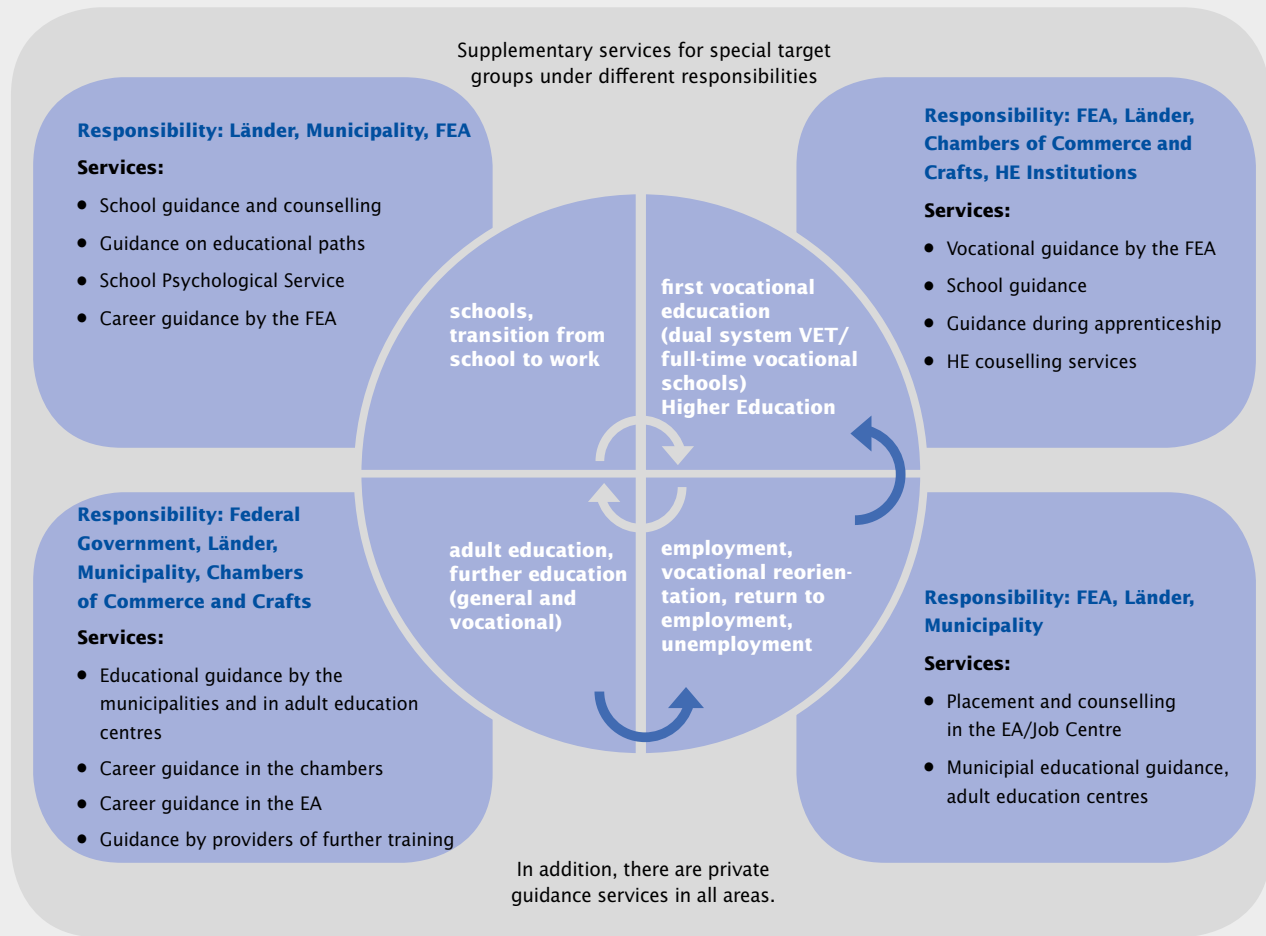 Supplementary services for special target
groups under different responsibilities
Responsibility: Länder, Municipality, FEA
Services:
• School guidance and counselling
• Guidance on educational paths
• School Psychological Service
• Career guidance by the FEA
Responsibility: FEA, Länder,
Chambers of Commerce and
Crafts, HE Institutions
Services:
• Vocational guidance by the FEA
• School guidance
• Guidance during apprenticeship
• HE couselling services
schools,
transition from
school to work
first vocational
edcucation
(dual system VET/
full-time vocational
schools)
Higher Education
adult education,
further education
(general and
vocational)
employment,
vocational reorien-
tation, return to
employment,
unemployment
Responsibility: Federal
Government, Länder,
Municipality, Chambers
of Commerce and Crafts
Services:
• Educational guidance by the
municipalities and in adult education
centres
• Career guidance in the chambers
• Career guidance in the EA
• Guidance by providers of further training
Responsibility: FEA, Länder,
Municipality
Services:
• Placement and counselling
in the EA/Job Centre
• Municipial educational guidance,
adult education centres
In addition, there are private
guidance services in all areas.